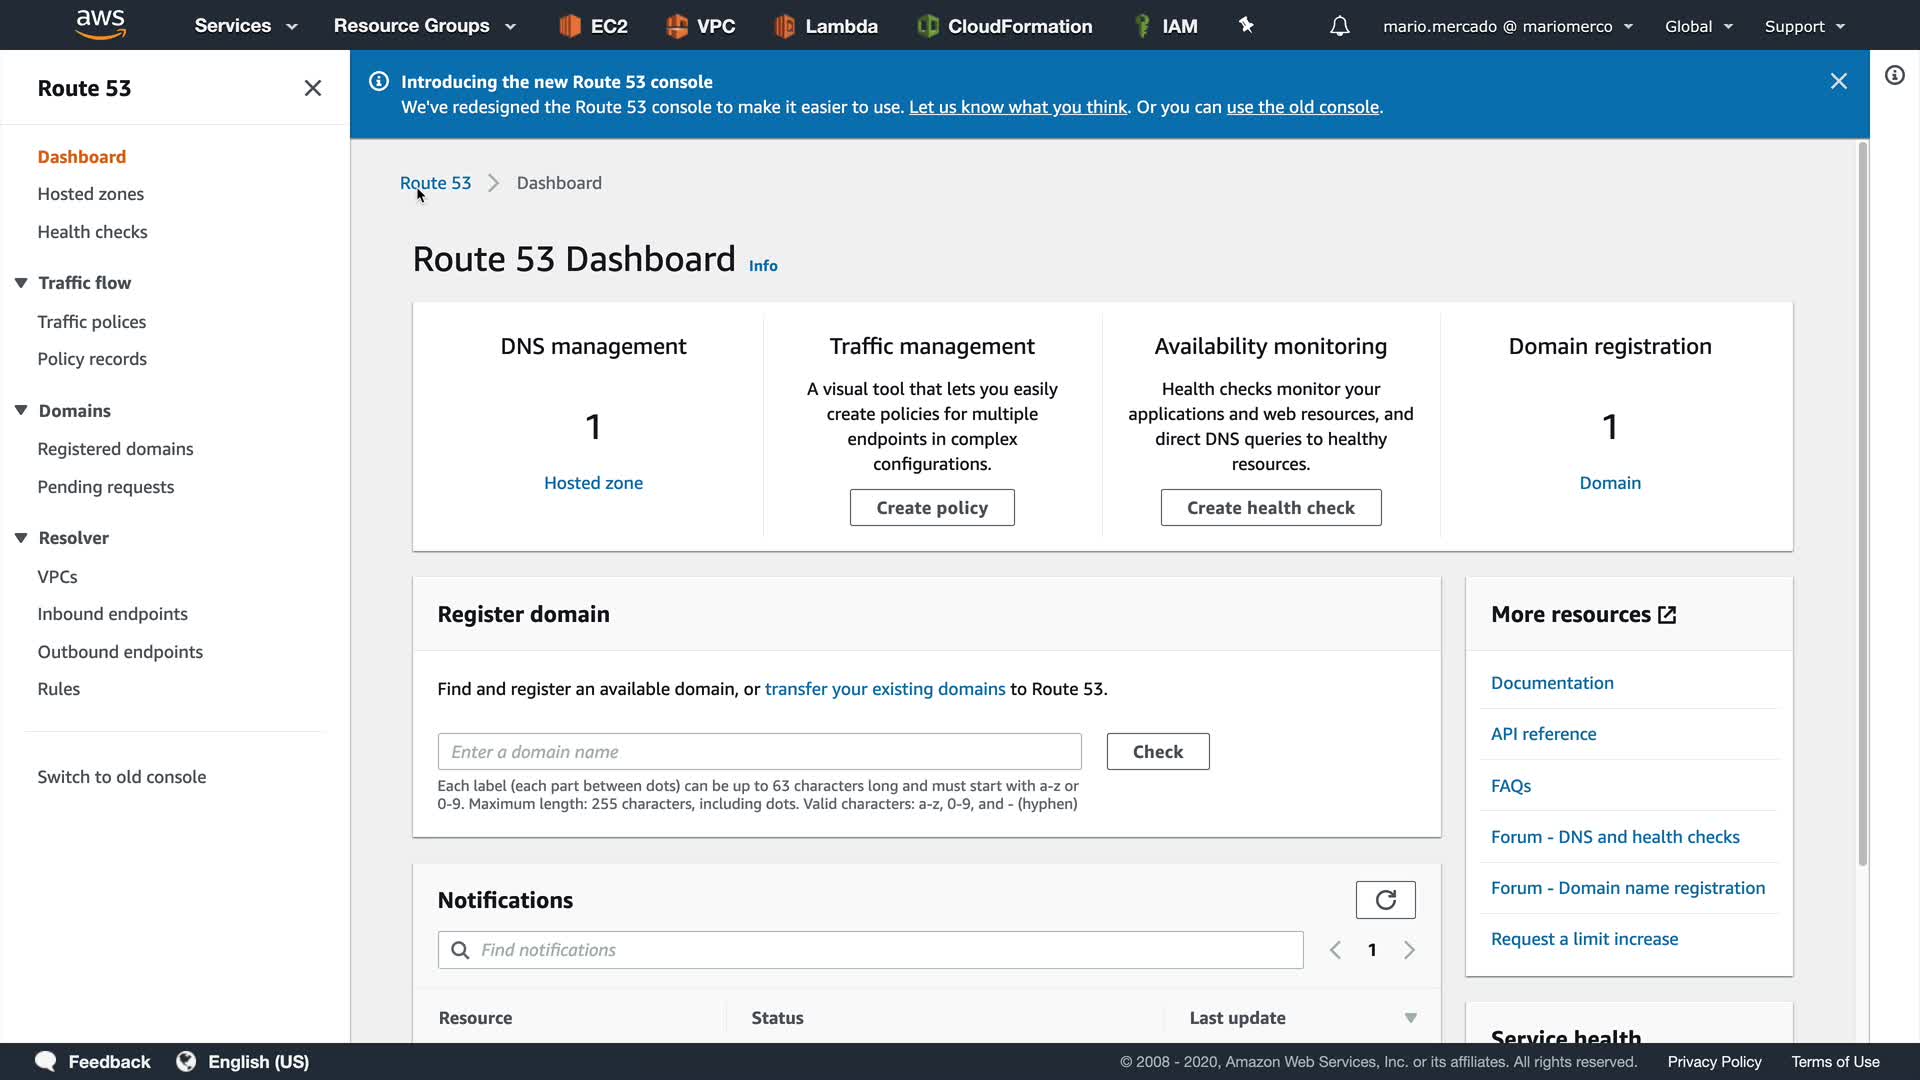 aws
Services
Resource Groups
EC2
VPC
Lambda
CloudFormation
IAM
mario.mercado @ mariomerco
Global
Support
Route 53
Dashboard
Hosted zones
Health checks
Traffic flow
Traffic polices
Policy records
Domains
Registered domains
Pending requests
Resolver
VPCs
Inbound endpoints
Outbound endpoints
Rules
Switch to old console
Introducing the new Route 53 console
We've redesigned the Route 53 console to make it easier to use. Let us know what you think. Or you can use the old console.
Route 53
Dashboard
Route 53 Dashboard Info
DNS management
1
Hosted zone
Traffic management
A visual tool that lets you easily
create policies for multiple
endpoints in complex
configurations.
Create policy
Availability monitoring
Health checks monitor your
applications and web resources, and
direct DNS queries to healthy
resources.
Create health check
Domain registration
1
Domain
Register domain
Find and register an available domain, or transfer your existing domains to Route 53.
Enter a domain name
Check
Each label (each part between dots) can be up to 63 characters long and must start with a-z or
0-9. Maximum length: 255 characters, including dots. Valid characters: a-z, 0-9, and - (hyphen)
Notifications
Find notifications
1
Resource
Status
Last update
More resources
Documentation
API reference
FAQs
Forum - DNS and health checks
Forum - Domain name registration
Request a limit increase
Service health
Feedback
English (US)
© 2008 - 2020, Amazon Web Services, Inc. or its affiliates. All rights reserved.
Privacy Policy
Terms of Use